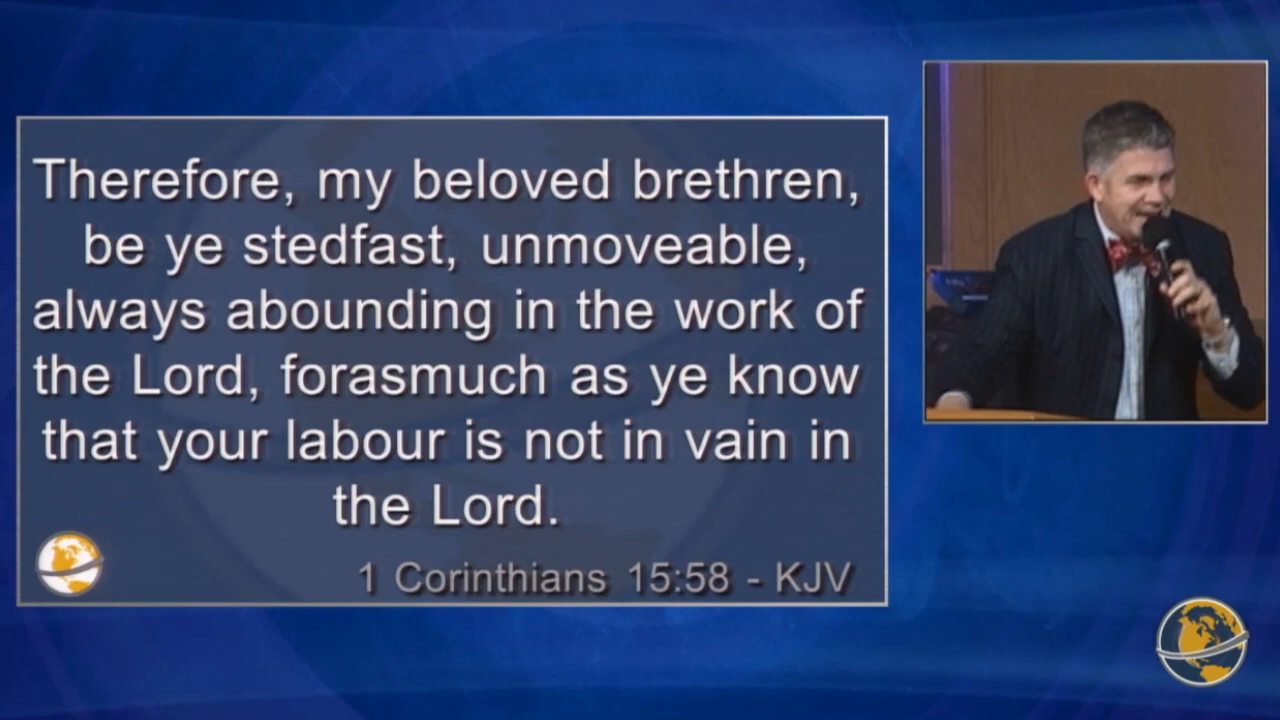 Therefore, my beloved brethren,
be ye stedfast, unmoveable,
always abounding in the work of
the Lord, forasmuch as ye know
that your labour is not in vain in
the Lord.
1 Corinthians 15:58 - KJV